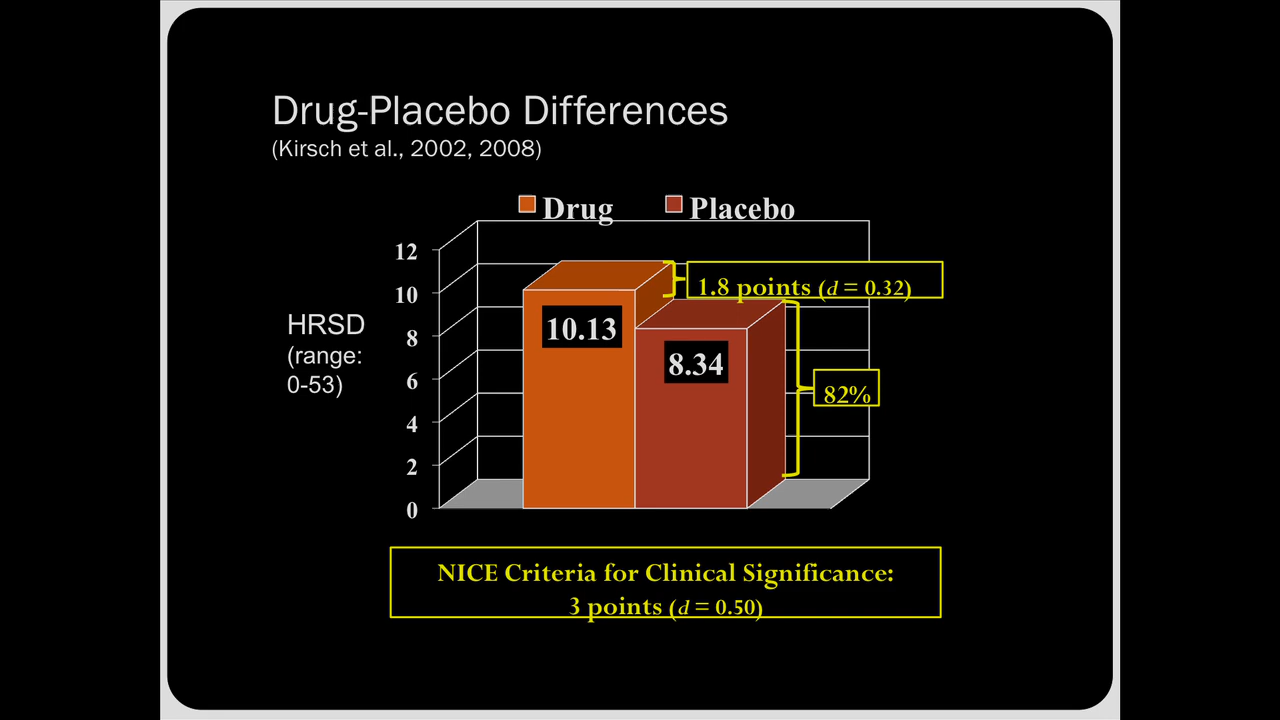 Drug-Placebo Differences
(Kirsch et al., 2002, 2008)
Drug
Placebo
12
10
8
6
4
2
0
HRSD
(range:
0-53)
10.13
8.34
1.8 points (d = 0.32)
82%
NICE Criteria for Clinical Significance:
3 points (d = 0.50)